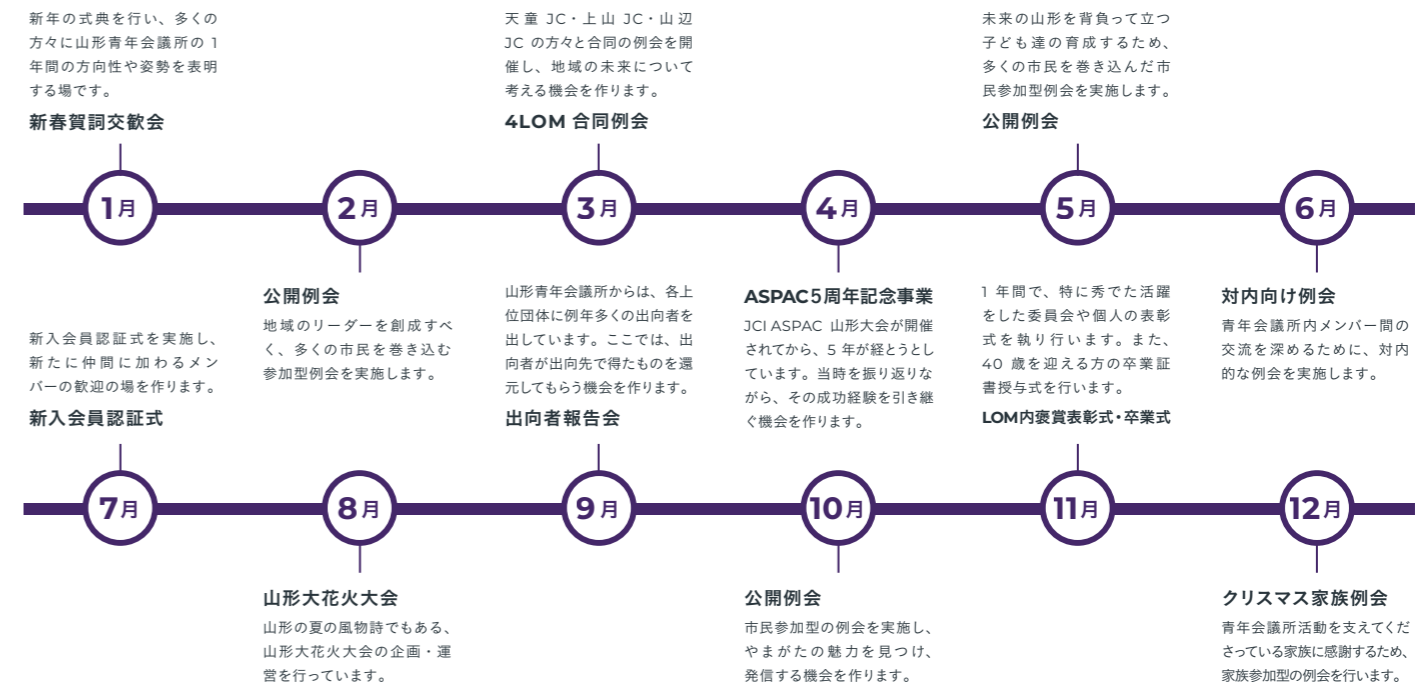 新年の式典を行い、多くの
方々に山形青年会議所の 1
年間の方向性や姿勢を表明
する場です。
新春賀詞交歓会
1月
2月
公開例会
地域のリーダーを創成すべ
く、多くの市民を巻き込む
参加型例会を実施します。
天童 JC・上山 JC・山辺
JC の方々と合同の例会を開
催し、地域の未来について
考える機会を作ります。
4LOM 合同例会
3月
4月
ASPAC5周年記念事業
JCI ASPAC 山形大会が開催
されてから、5 年が経とうとし
ています。当時を振り返りな
がら、その成功経験を引き継
ぐ機会を作ります。
未来の山形を背負って立つ
子ども達の育成するため、
多くの市民を巻き込んだ市
民参加型例会を実施します。
公開例会
5月
6月
対内向け例会
青年会議所内メンバー間の
交流を深めるために、対内
的な例会を実施します。
新入会員認証式を実施し、
新たに仲間に加わるメン
バーの歓迎の場を作ります。
新入会員認証式
7月
8月
山形大花火大会
山形の夏の風物詩でもある、
山形大花火大会の企画・運
営を行っています。
山形青年会議所からは、各上
位団体に例年多くの出向者を
出しています。ここでは、出
向者が出向先で得たものを還
元してもらう機会を作ります。
出向者報告会
9月
10月
公開例会
市民参加型の例会を実施し、
やまがたの魅力を見つけ、
発信する機会を作ります。
1 年間で、特に秀でた活躍
をした委員会や個人の表彰
式を執り行います。また、
40 歳を迎える方の卒業証
書授与式を行います。
LOM内褒賞表彰式・卒業式
11月
12月
クリスマス家族例会
青年会議所活動を支えてくだ
さっている家族に感謝するため、
家族参加型の例会を行います。